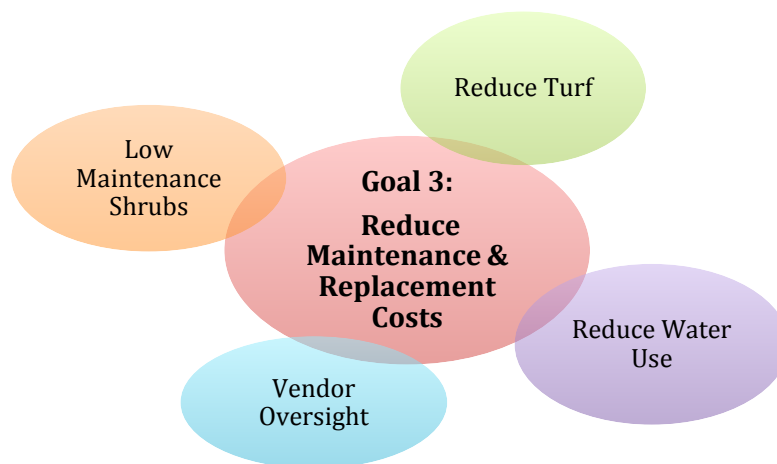 Reduce Turf
Low
Maintenance
Shrubs
Goal 3:
Reduce
Maintenance &
Replacement
Costs
Reduce Water
Use
Vendor
Oversight